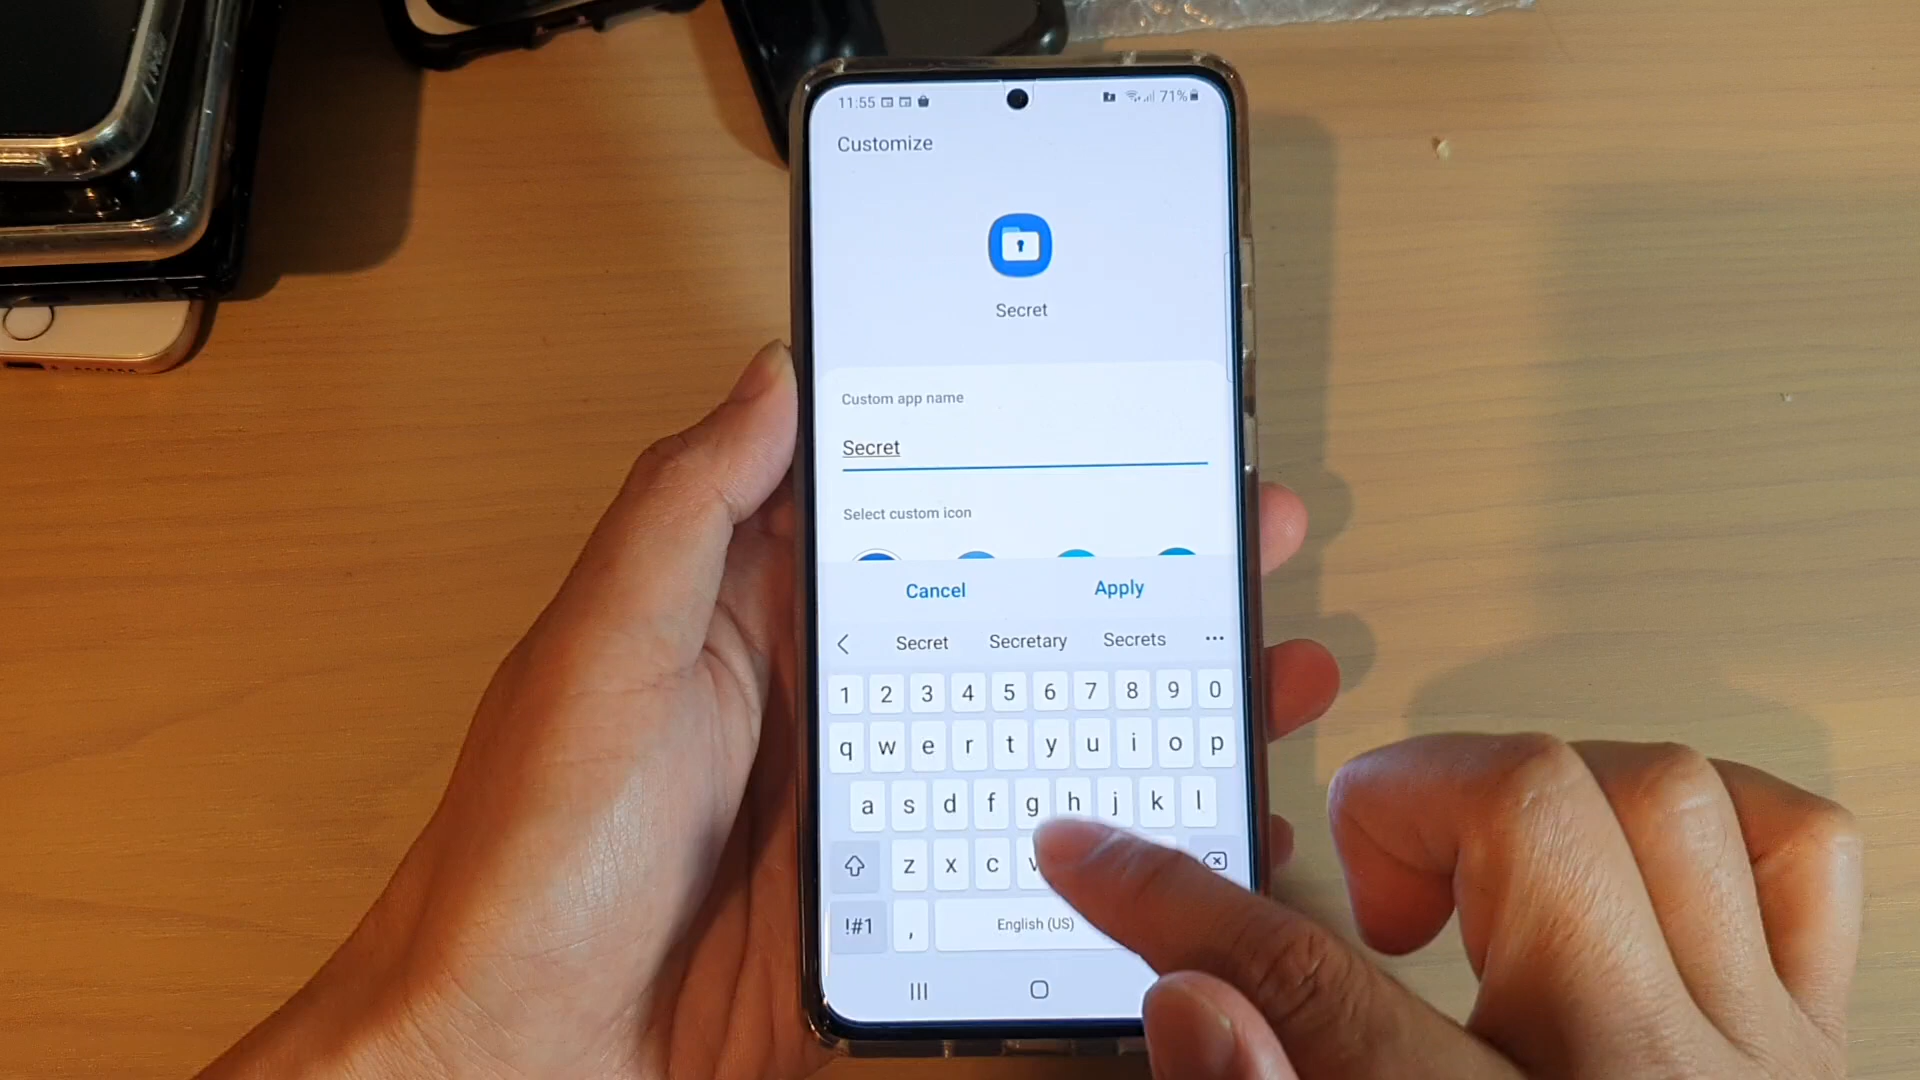 11:55 71%
Customize
Secret
Custom app name
Secret
Select custom icon
Cancel Apply
Secret Secretary Secrets ...
1 2 3 4 5 6 7 8 9 0
q w e r t y u i o p
a s d f g h j k l
z x c v
!#1 , English (US)